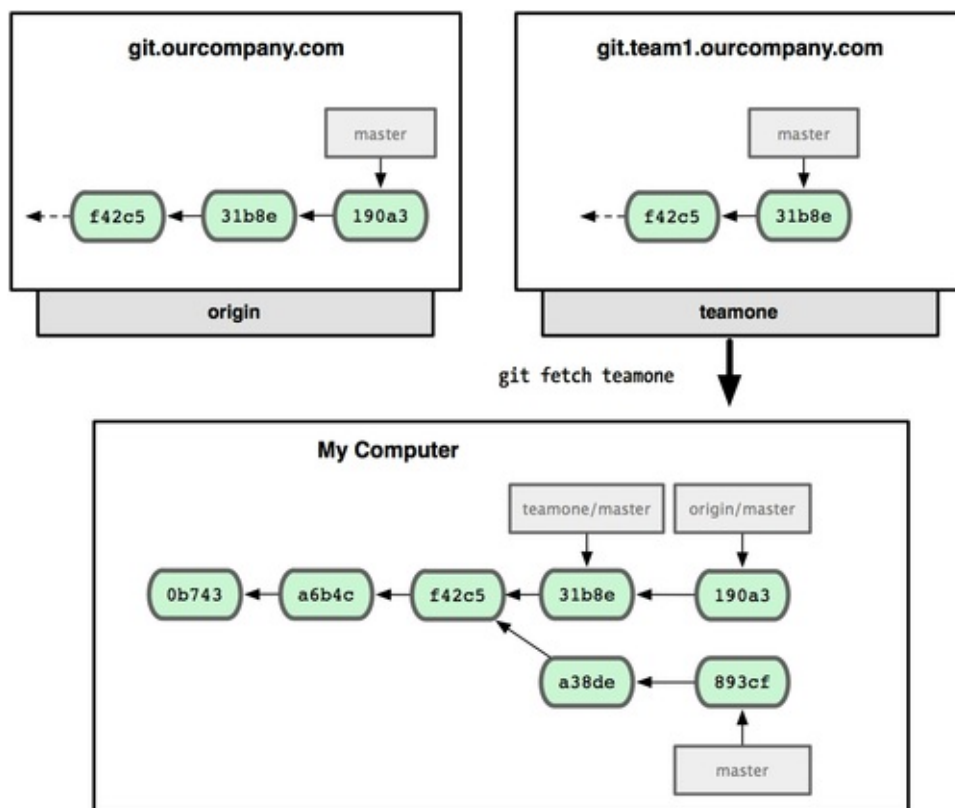 git.ourcompany.com
master
f42c5
31b8e
190a3
origin
git.team1.ourcompany.com
master
f42c5
31b8e
teamone
git fetch teamone
My Computer
teamone/master
origin/master
0b743
a6b4c
f42c5
31b8e
190a3
a38de
893cf
master